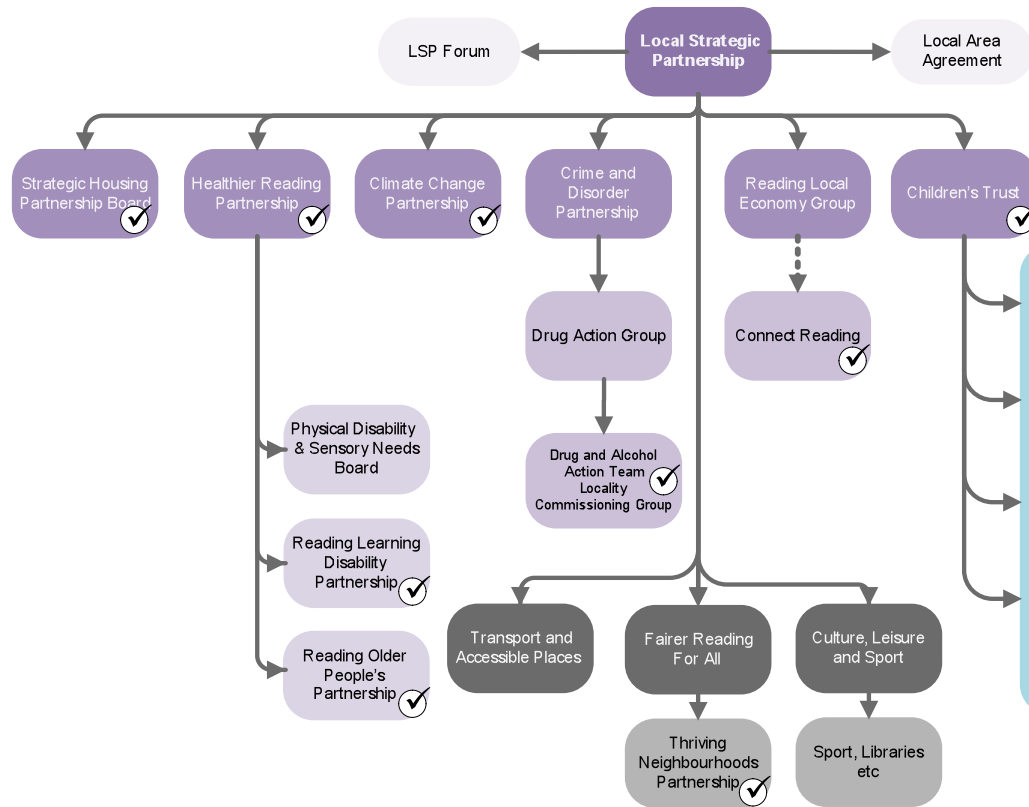 LSP Forum
Local Strategic
Partnership
Local Area
Agreement
Strategic Housing
Partnership Board
Healthier Reading
Partnership
Climate Change
Partnership
Crime and
Disorder
Partnership
Reading Local
Economy Group
Children's Trust
Drug Action Group
Connect Reading
Physical Disability
& Sensory Needs
Board
Drug and Alcohol
Action Team
Locality
Commissioning Group
Reading Learning
Disability
Partnership
Reading Older
People's
Partnership
Transport and
Accessible Places
Fairer Reading
For All
Culture, Leisure
and Sport
Thriving
Neighbourhoods
Partnership
Sport, Libraries
etc